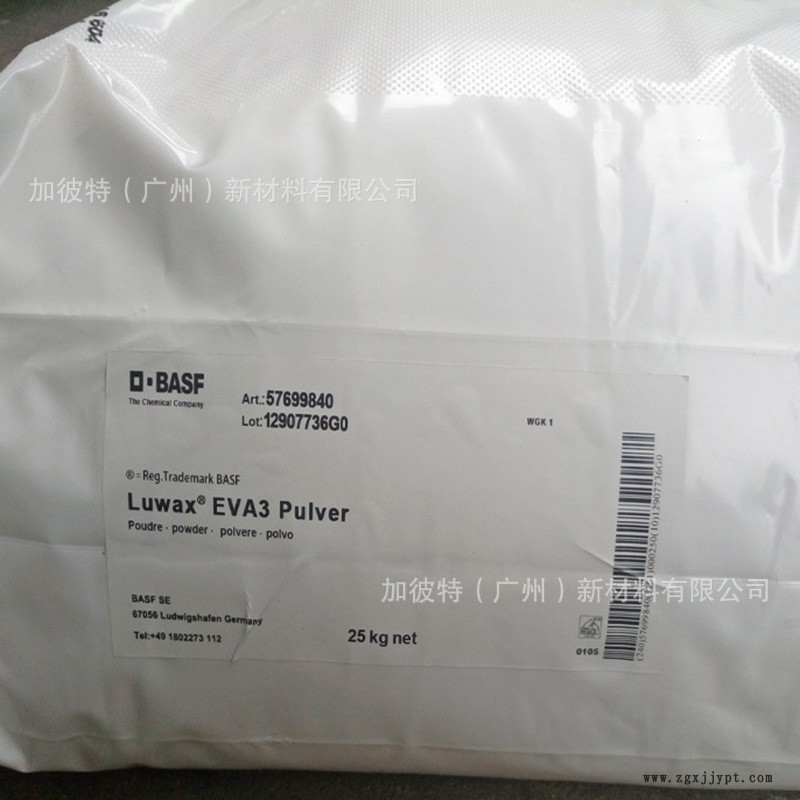 加彼特（广州）新材料有限公司
BASF
The Chemical Company
Art.:57699840
Lot:12907736G0
WGK 1
®=Reg.Trademark BASF
Luwax® EVA3 Pulver
Poudre · powder · polvere · polvo
加彼特（广州）新材料有限公司
BASF SE
67056 Ludwigshafen Germany
Tel:+49 1802273 112
25 kg net
0105
www.zgxjjypt.com